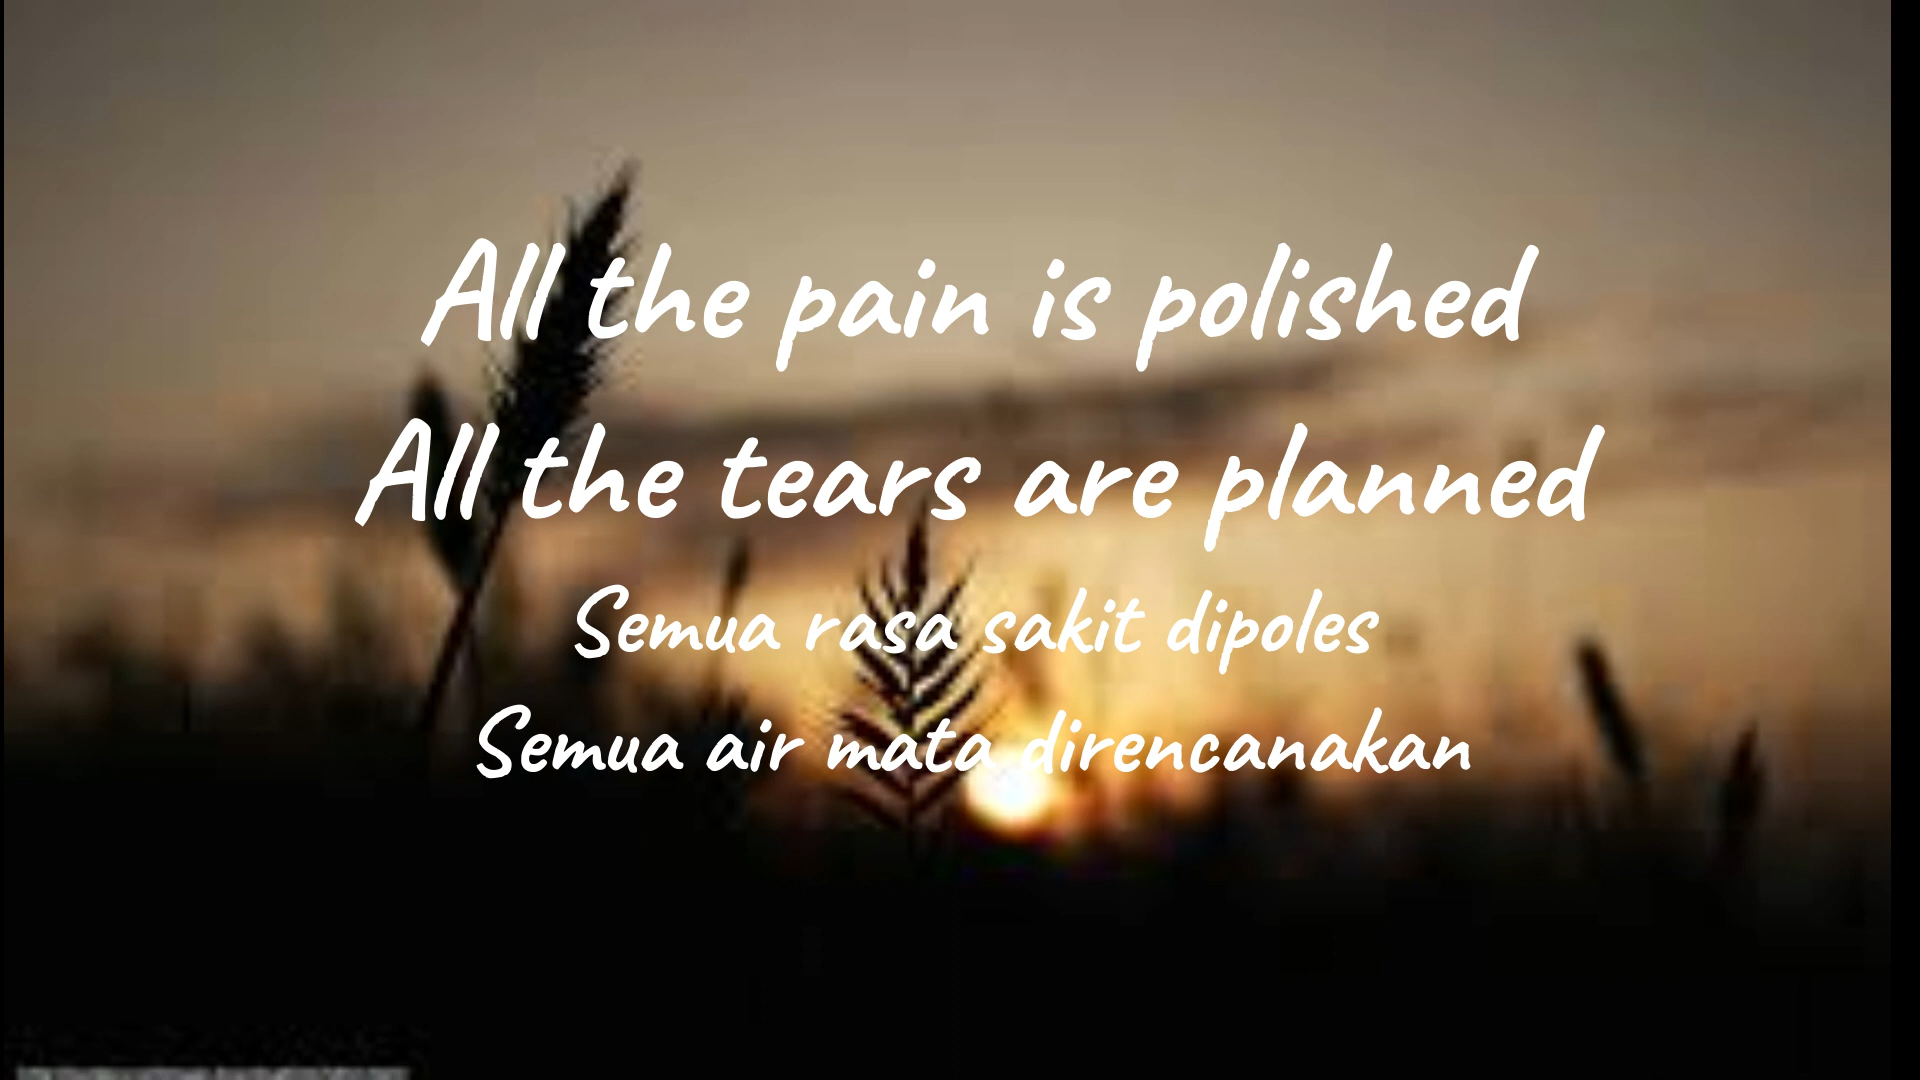 All the pain is polished
All the tears are planned
Semua rasa sakit dipoles
Semua air mata direncanakan